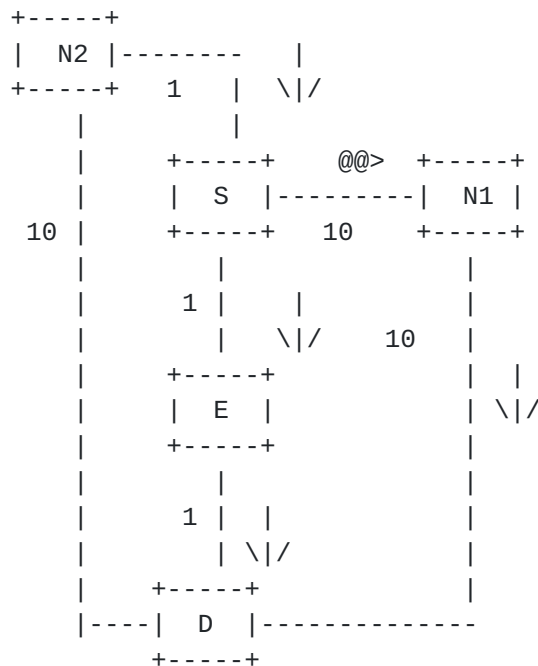 +-----+
|  N2 |--------   |
+-----+   1   |  \|/
    |         |
    |     +-----+    @@>  +-----+
    |     |  S  |---------|  N1 |
 10 |     +-----+   10    +-----+
    |        |               |
    |      1 |    |          |
    |        |   \|/    10   |
    |     +-----+            |  |
    |     |  E  |            | \|/
    |     +-----+            |
    |        |               |
    |      1 |  |            |
    |        | \|/           |
    |    +-----+             |
    |----|  D  |--------------
         +-----+